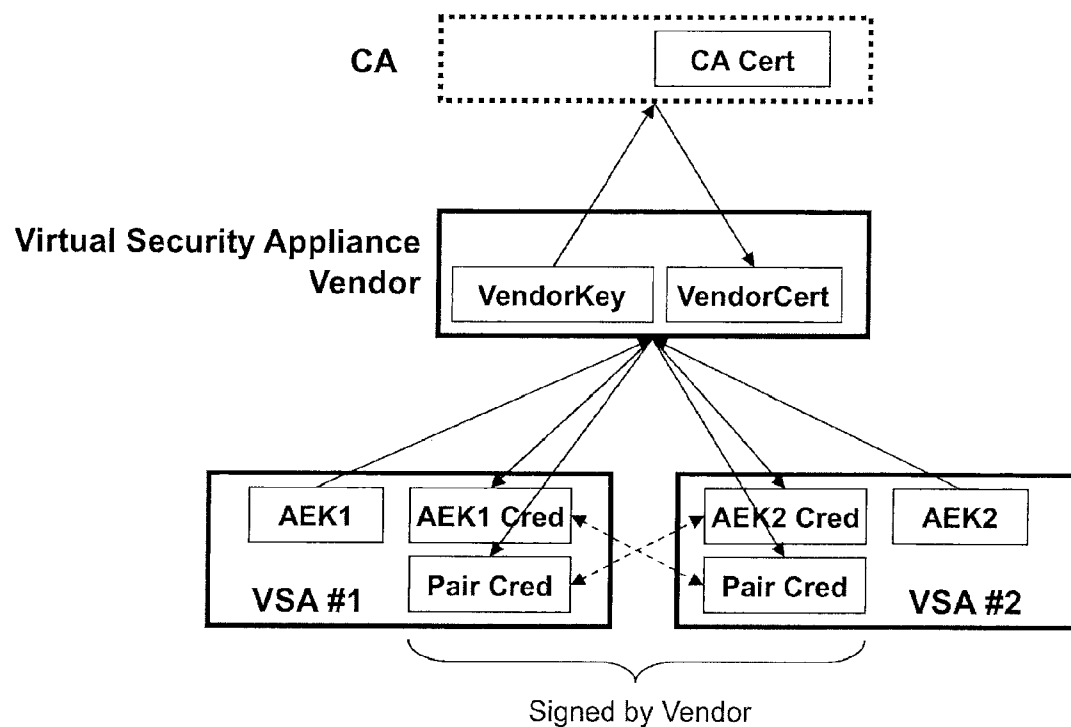 CA
CA Cert
Virtual Security Appliance
Vendor
VendorKey
VendorCert
AEK1
AEK1 Cred
AEK2 Cred
AEK2
Pair Cred
Pair Cred
VSA #1
VSA #2
Signed by Vendor